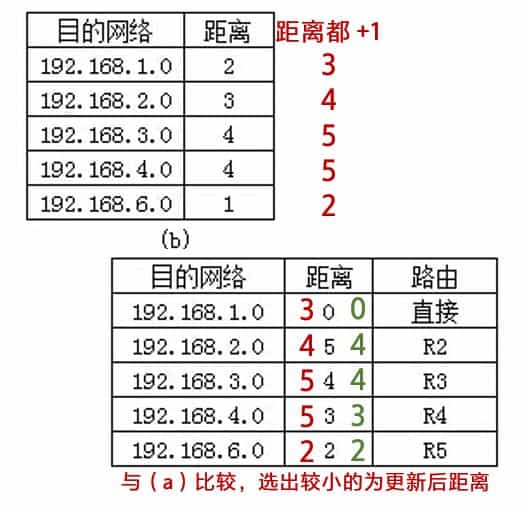 目的网络 距离 距离都 +1
192.168.1.0 2 3
192.168.2.0 3 4
192.168.3.0 4 5
192.168.4.0 4 5
192.168.6.0 1 2
(b)
目的网络 距离 路由
192.168.1.0 3 0 0 直接
192.168.2.0 4 5 4 R2
192.168.3.0 5 4 4 R3
192.168.4.0 5 3 3 R4
192.168.6.0 2 2 2 R5
与（a）比较，选出较小的为更新后距离